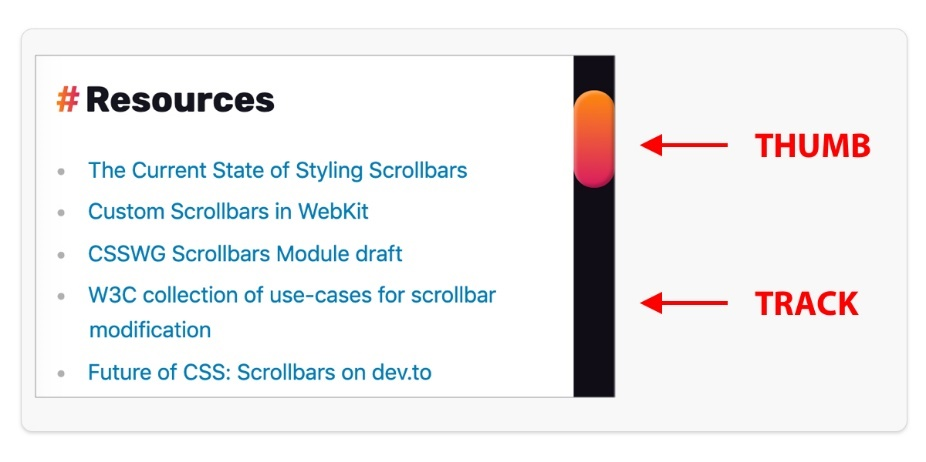 # Resources
• The Current State of Styling Scrollbars
• Custom Scrollbars in WebKit
• CSSWG Scrollbars Module draft
• W3C collection of use-cases for scrollbar
modification
• Future of CSS: Scrollbars on dev.to
THUMB
TRACK